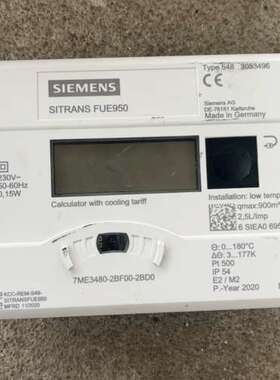 SIEMENS
SITRANS FUE950
Type 548 3053496
CE
Siemens AG
DE-76181 Karlsruhe
Made in Germany
230V~
50-60Hz
0,15W
Calculator with cooling tariff
Installation: low temp
qmax:900m³
2,5L/Imp
6 SIEA0 695
7ME3480-2BF00-2BD0
Θ: 0...180°C
ΔΘ: 3...177K
Pt 500
IP 54
E2 / M2
P.-Year 2020
SITRANSFUE950